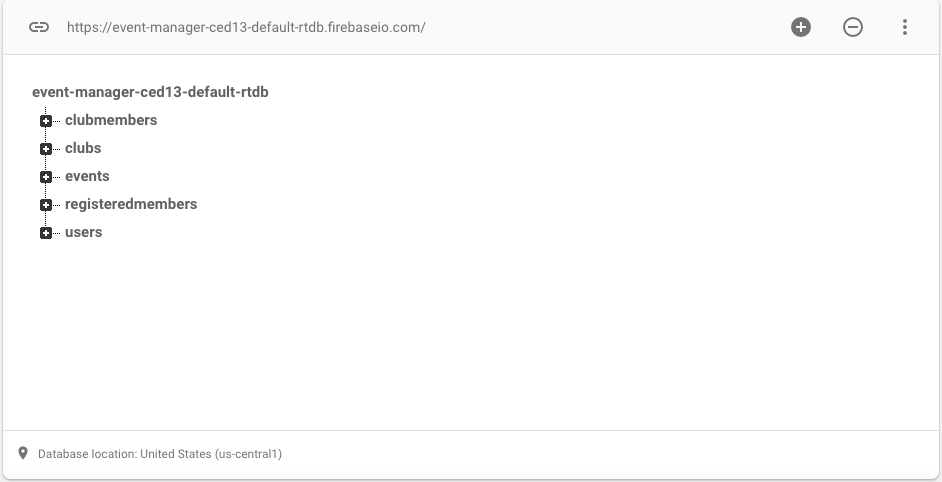 https://event-manager-ced13-default-rtdb.firebaseio.com/
event-manager-ced13-default-rtdb
clubmembers
clubs
events
registeredmembers
users
Database location: United States (us-central1)